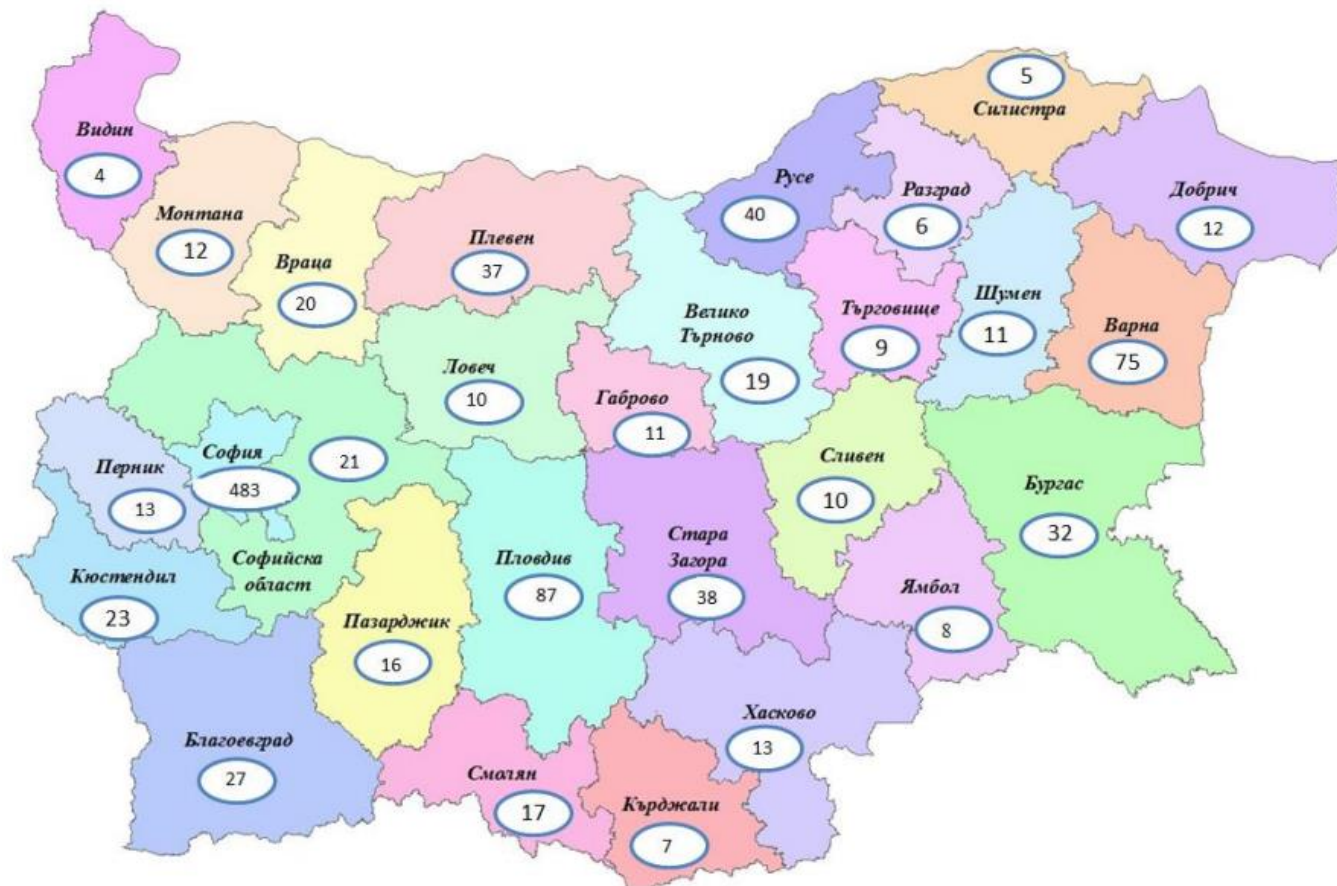 5
Силистра
Видин
4
Русе
40
Разград
6
Добрич
12
Монтана
12
Плевен
37
Враца
20
Шумен
11
Търговище
9
Варна
75
Велико
Търново
19
Ловеч
10
Габрово
11
София
483
21
Перник
13
Сливен
10
Бургас
32
Софийска
област
Кюстендил
23
Пловдив
87
Стара
Загора
38
Ямбол
8
Пазарджик
16
Хасково
13
Благоевград
27
Смолян
17
Кърджали
7